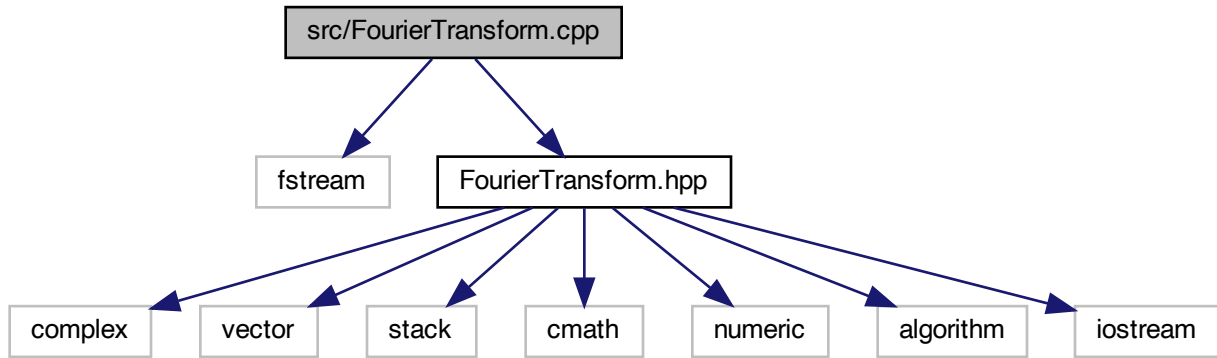 src/FourierTransform.cpp
fstream
FourierTransform.hpp
complex
vector
stack
cmath
numeric
algorithm
iostream